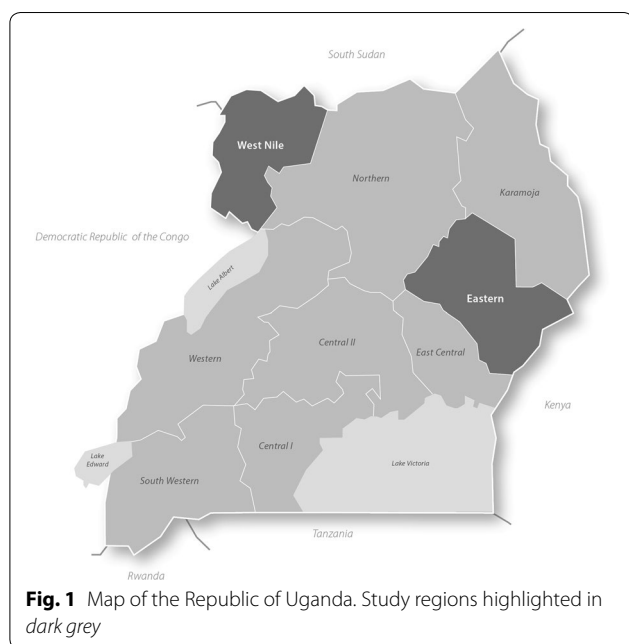 South Sudan
West Nile
Northern
Karamoja
Democratic Republic of the Congo
Lake Albert
Eastern
Western
Central II
East Central
Kenya
Lake
Edward
Central I
Lake Victoria
South Western
Tanzania
Rwanda
Fig. 1 Map of the Republic of Uganda. Study regions highlighted in
dark grey